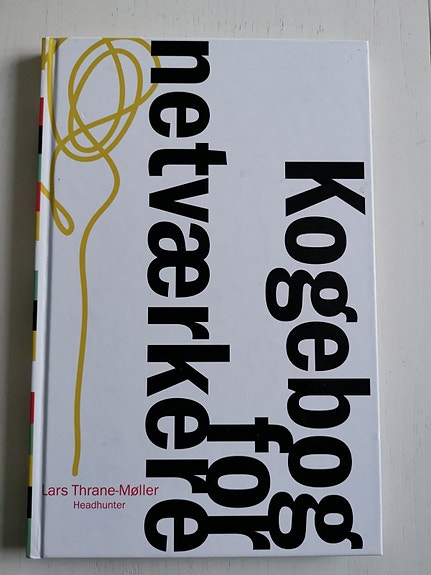 Kogebog
for
netværkere
Lars Thrane-Møller
Headhunter